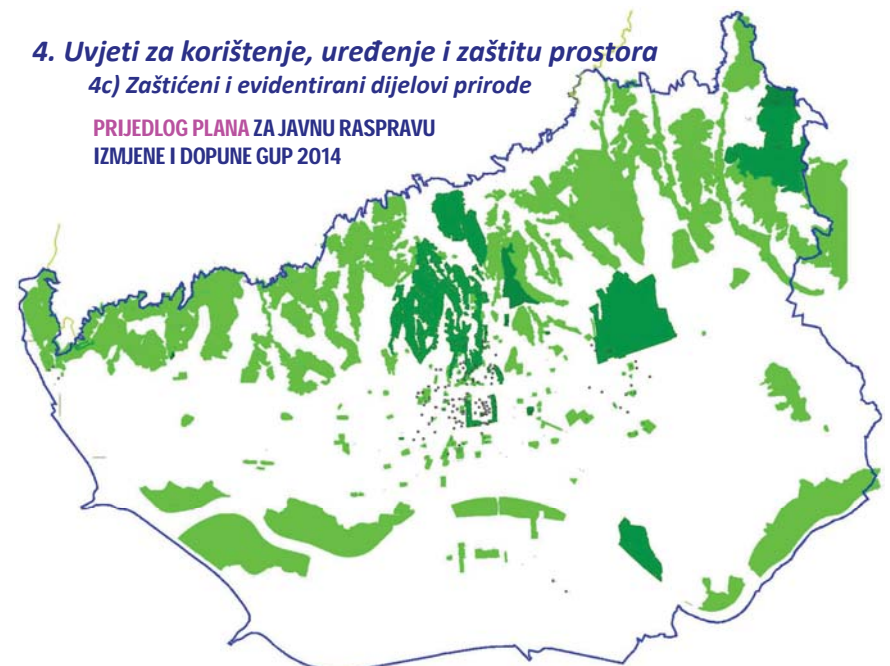 4. Uvjeti za korištenje, uređenje i zaštitu prostora
4c) Zaštićeni i evidentirani dijelovi prirode
PRIJEDLOG PLANA ZA JAVNU RASPRAVU
IZMJENE I DOPUNE GUP 2014